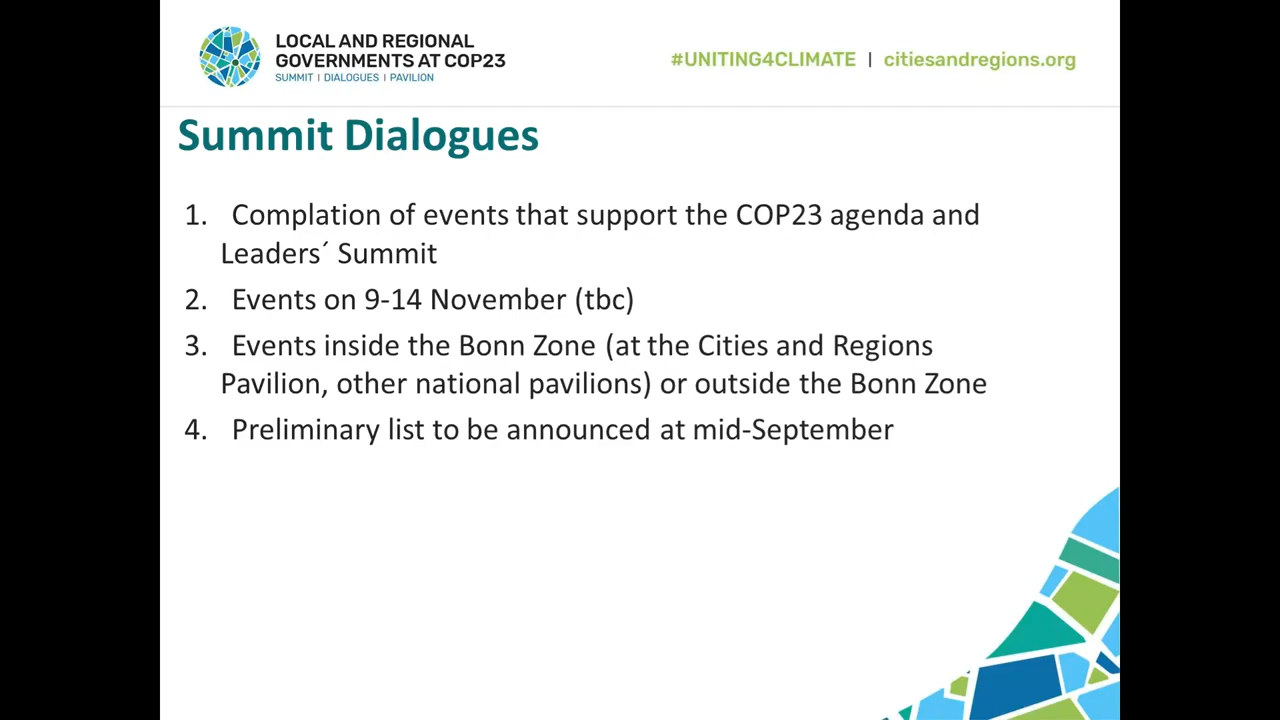 LOCAL AND REGIONAL
GOVERNMENTS AT COP23
SUMMIT | DIALOGUES | PAVILION
#UNITING4CLIMATE | citiesandregions.org
Summit Dialogues
1. Complation of events that support the COP23 agenda and
Leaders´ Summit
2. Events on 9-14 November (tbc)
3. Events inside the Bonn Zone (at the Cities and Regions
Pavilion, other national pavilions) or outside the Bonn Zone
4. Preliminary list to be announced at mid-September